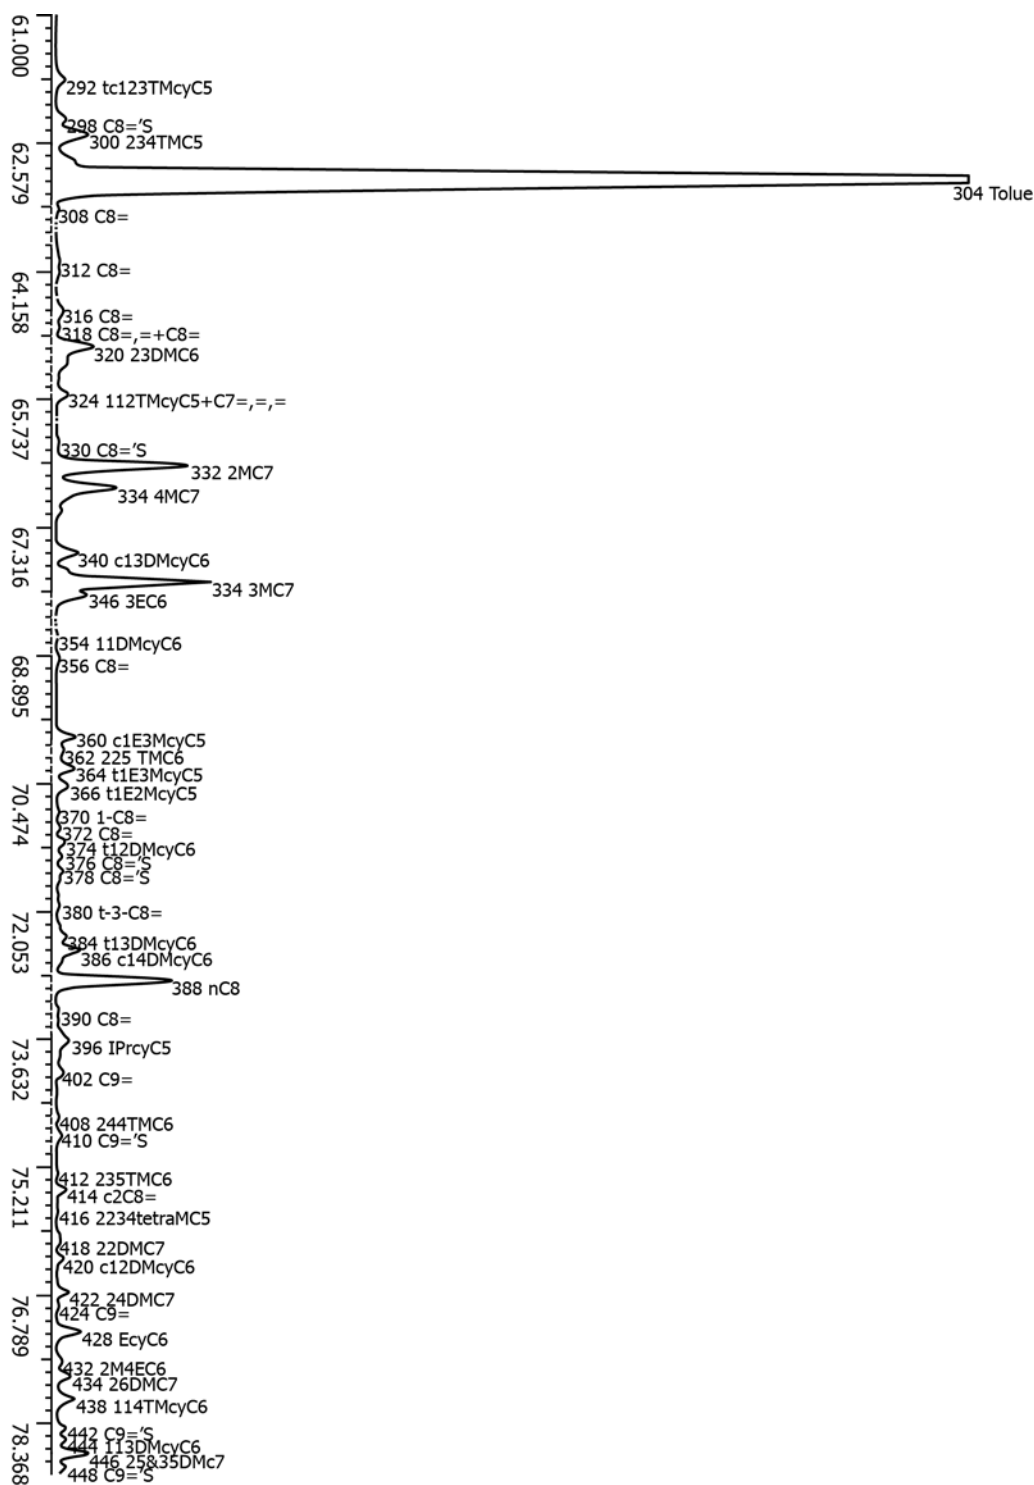 61.000
292 tc123TMcyC5
298 C8='S
300 234TMC5
62.579
304 Tolue
308 C8=
312 C8=
64.158
316 C8=
318 C8=,=+C8=
320 23DMC6
324 112TMcyC5+C7=,=,=
65.737
330 C8='S
332 2MC7
334 4MC7
67.316
340 c13DMcyC6
334 3MC7
346 3EC6
354 11DMcyC6
356 C8=
68.895
360 c1E3McyC5
362 225 TMC6
364 t1E3McyC5
366 t1E2McyC5
70.474
370 1-C8=
372 C8=
374 t12DMcyC6
376 C8='S
378 C8='S
380 t-3-C8=
72.053
384 t13DMcyC6
386 c14DMcyC6
388 nC8
390 C8=
396 IPrcyC5
73.632
402 C9=
408 244TMC6
410 C9='S
412 235TMC6
75.211
414 c2C8=
416 2234tetraMC5
418 22DMC7
420 c12DMcyC6
422 24DMC7
424 C9=
76.789
428 EcyC6
432 2M4EC6
434 26DMC7
438 114TMcyC6
442 C9='S
78.368
444 113DMcyC6
446 25&35DMc7
448 C9='S